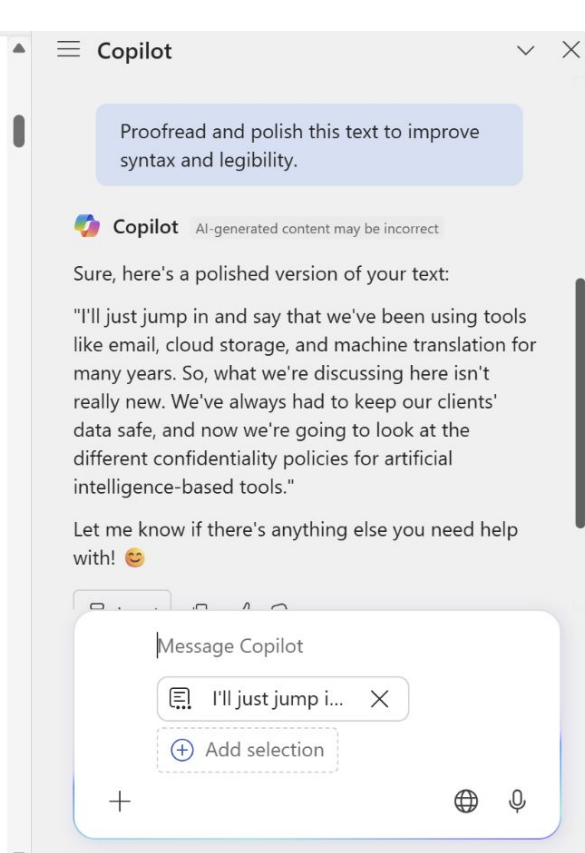 Copilot
Proofread and polish this text to improve
syntax and legibility.
Copilot AI-generated content may be incorrect
Sure, here's a polished version of your text:
"I'll just jump in and say that we've been using tools
like email, cloud storage, and machine translation for
many years. So, what we're discussing here isn't
really new. We've always had to keep our clients'
data safe, and now we're going to look at the
different confidentiality policies for artificial
intelligence-based tools."
Let me know if there's anything else you need help
with! 😊
Message Copilot
I'll just jump i...
Add selection